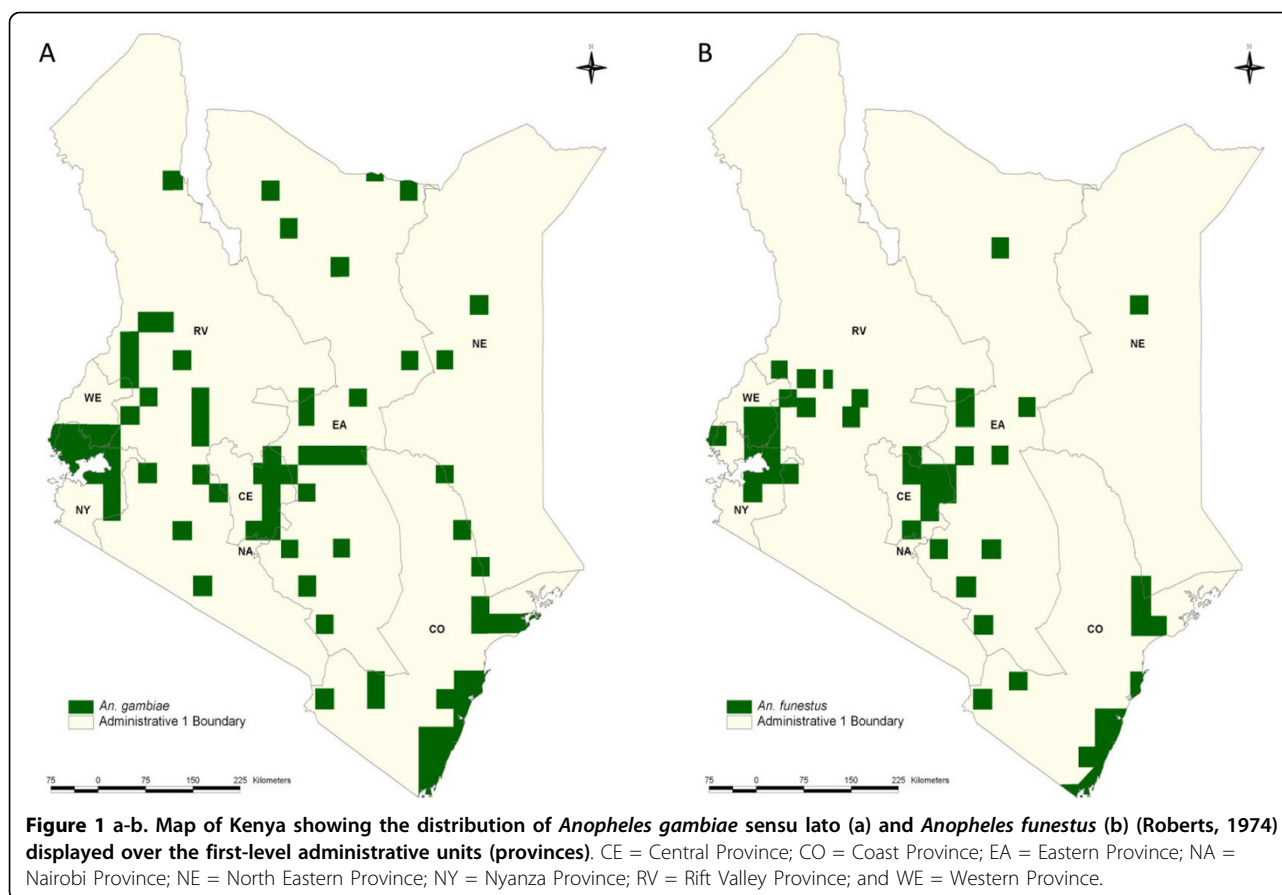 A
N
RV
NE
WE
EA
CE
NY
NA
CO
An. gambiae
Administrative 1 Boundary
75 0 75 150 225 Kilometers
B
N
RV
NE
WE
EA
CE
NY
NA
CO
An. funestus
Administrative 1 Boundary
75 0 75 150 225 Kilometers
Figure 1 a-b. Map of Kenya showing the distribution of Anopheles gambiae sensu lato (a) and Anopheles funestus (b) (Roberts, 1974)
displayed over the first-level administrative units (provinces). CE = Central Province; CO = Coast Province; EA = Eastern Province; NA =
Nairobi Province; NE = North Eastern Province; NY = Nyanza Province; RV = Rift Valley Province; and WE = Western Province.